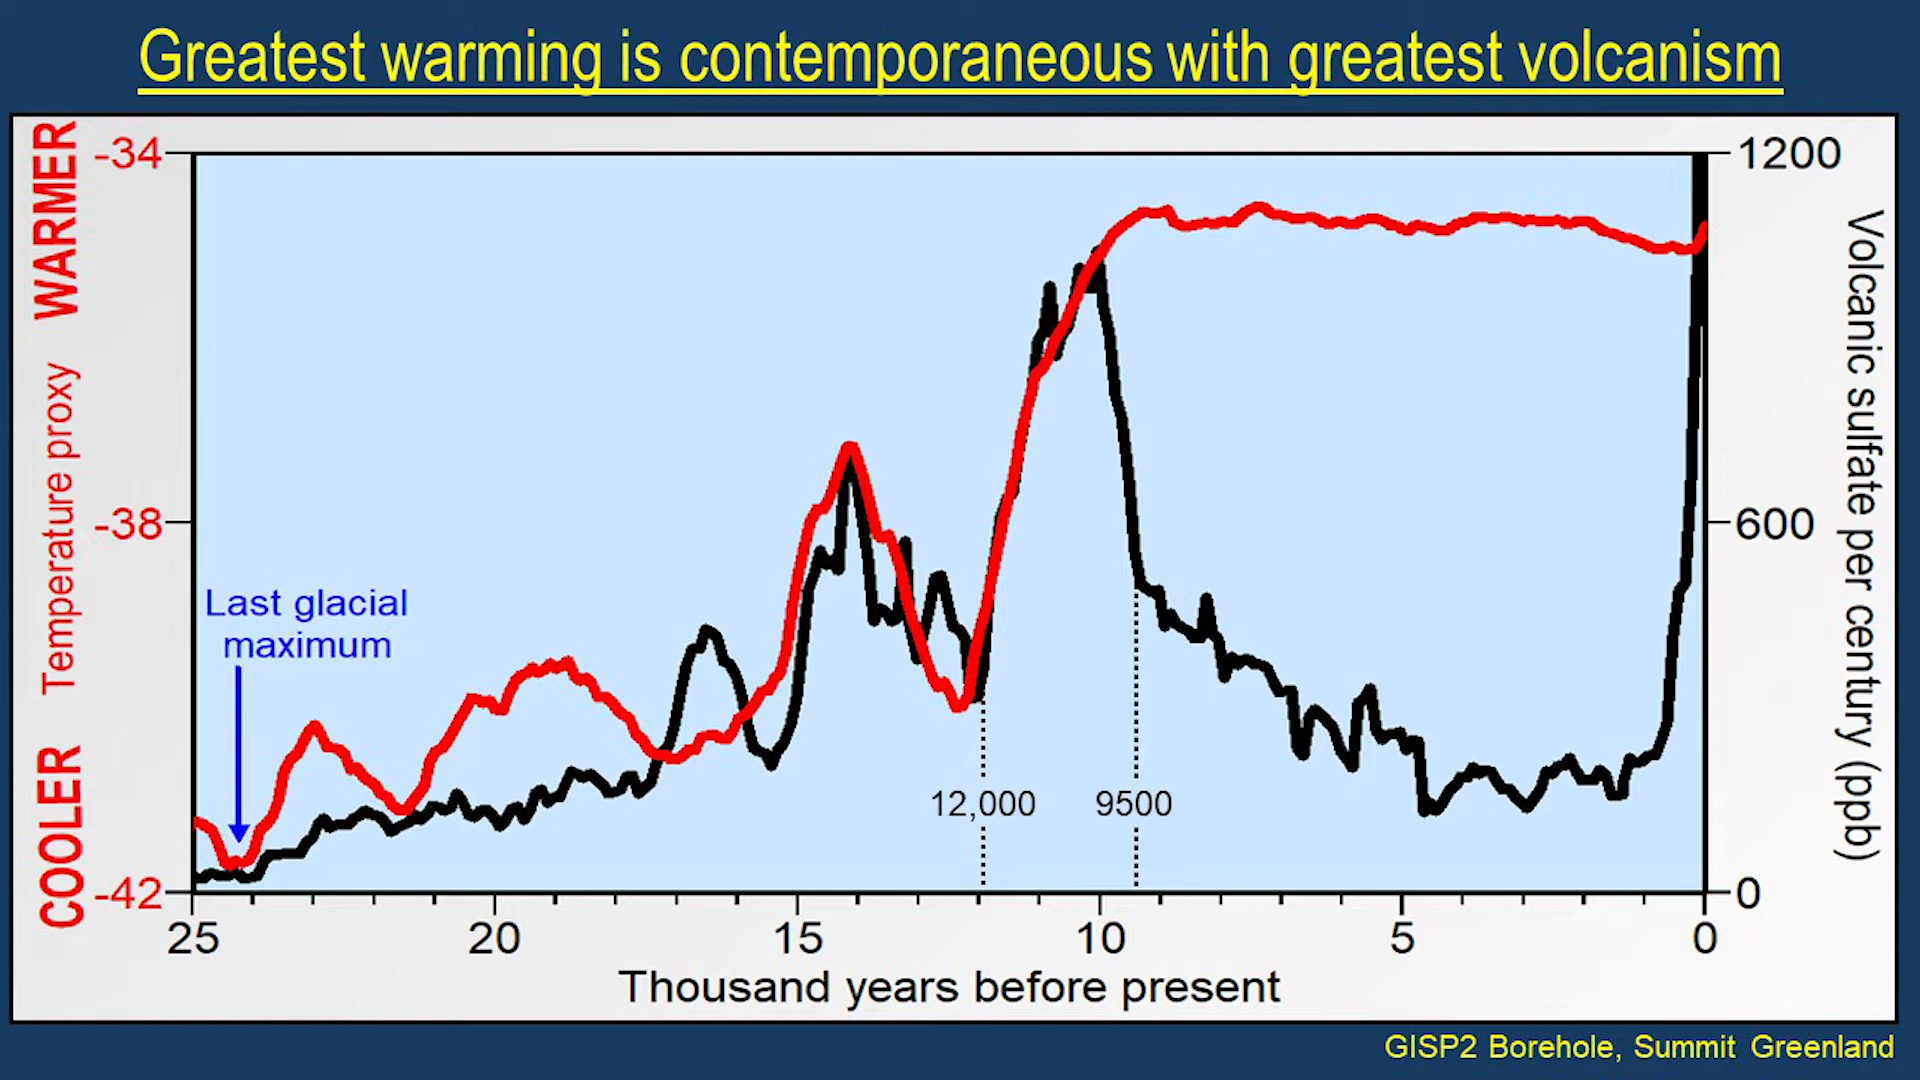 Greatest warming is contemporaneous with greatest volcanism
WARMER
Temperature proxy
COOLER
-34
-38
-42
1200
600
0
Volcanic sulfate per century (ppb)
Last glacial
maximum
12,000
9500
25
20
15
10
5
0
Thousand years before present
GISP2 Borehole, Summit Greenland